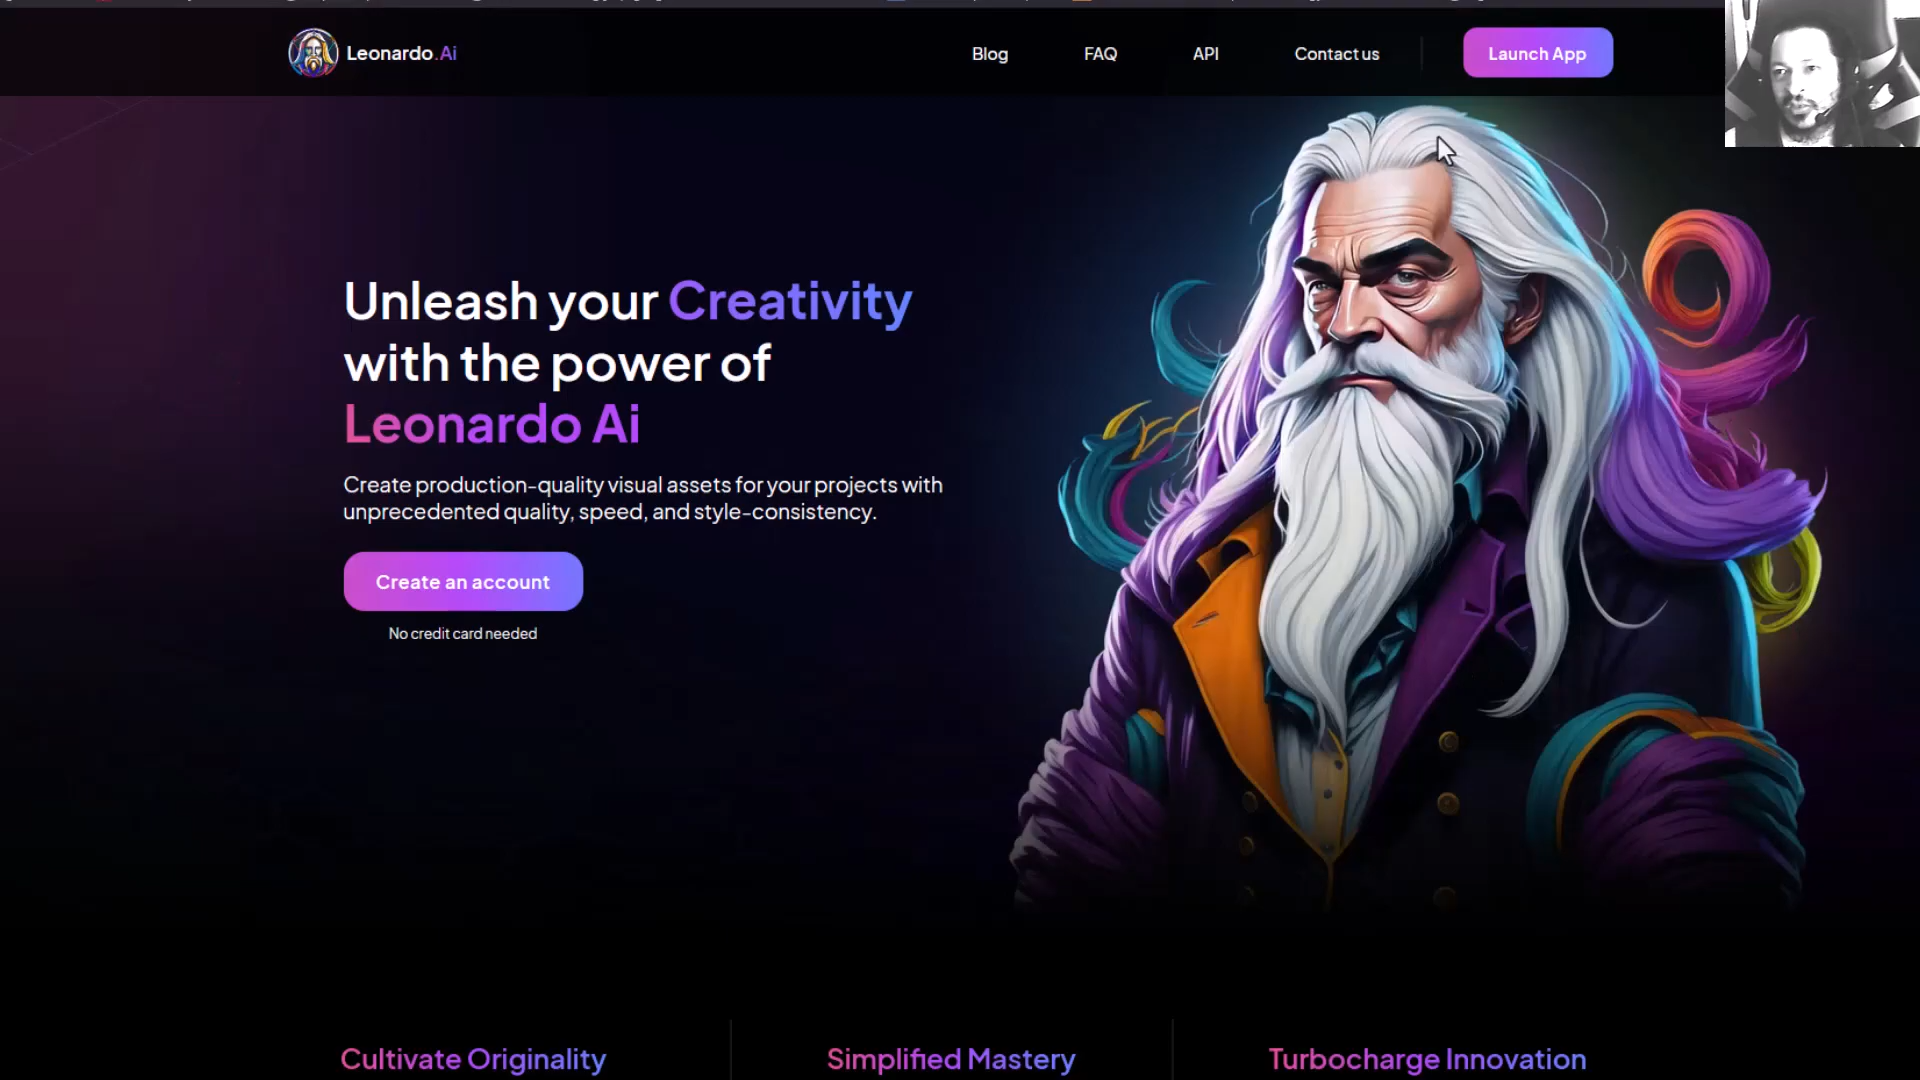 Leonardo.Ai
Blog
FAQ
API
Contact us
Launch App
Unleash your Creativity
with the power of
Leonardo Ai
Create production-quality visual assets for your projects with
unprecedented quality, speed, and style-consistency.
Create an account
No credit card needed
Cultivate Originality
Simplified Mastery
Turbocharge Innovation